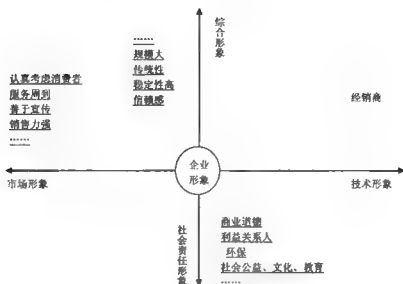 综合形象
……
规模大
传统性
稳定性高
信赖感
认真考虑消费者
服务周到
善于宣传
销售力强
……
经销商
企业
形象
市场形象
技术形象
社会责任形象
商业道德
利益关系人
环保
社会公益、文化、教育
……